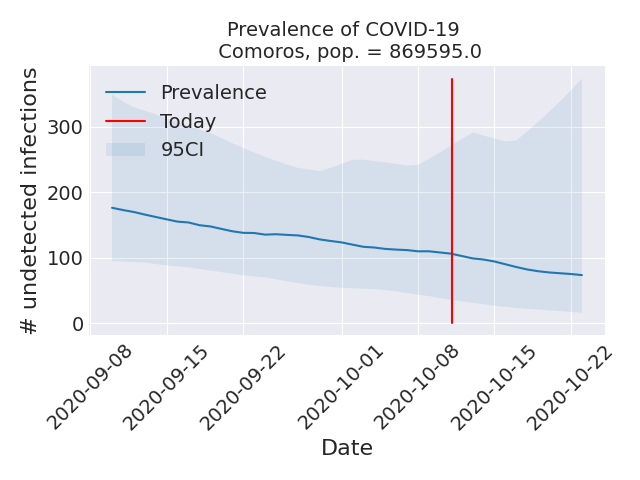 Prevalence of COVID-19
Comoros, pop. = 869595.0
# undetected infections
300
200
100
0
Prevalence
Today
95CI
2020-09-08
2020-09-15
2020-09-22
2020-10-01
2020-10-08
2020-10-15
2020-10-22
Date